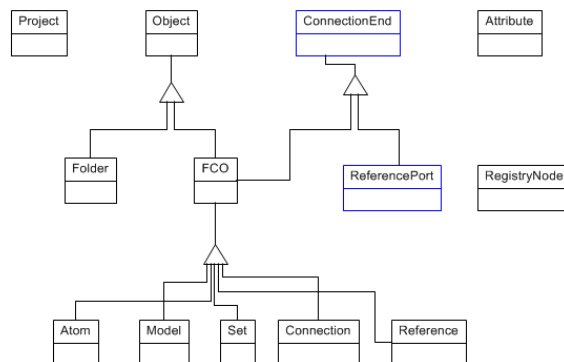 Project
Object
ConnectionEnd
Attribute
Folder
FCO
ReferencePort
RegistryNode
Atom
Model
Set
Connection
Reference